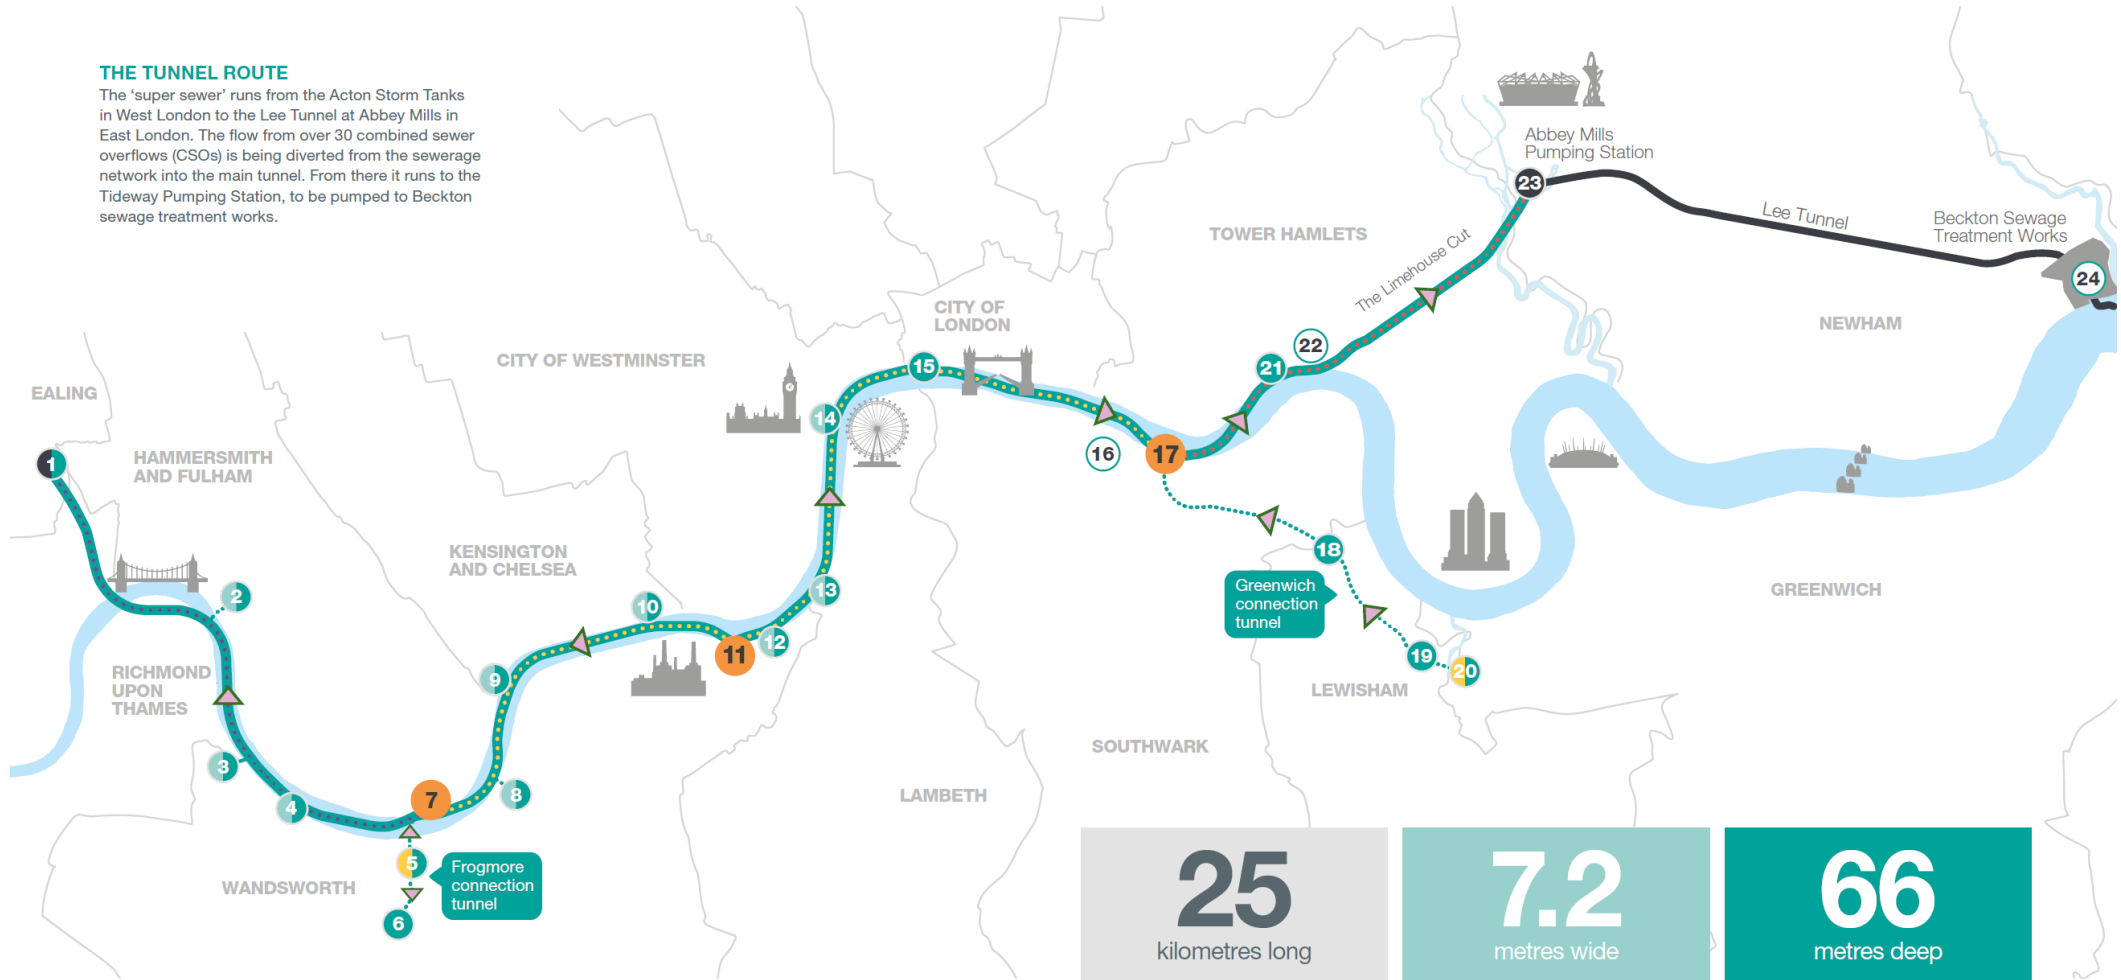 THE TUNNEL ROUTE
The ‘super sewer’ runs from the Acton Storm Tanks
in West London to the Lee Tunnel at Abbey Mills in
East London. The flow from over 30 combined sewer
overflows (CSOs) is being diverted from the sewerage
network into the main tunnel. From there it runs to the
Tideway Pumping Station, to be pumped to Beckton
sewage treatment works.
Abbey Mills
Pumping Station
23
Lee Tunnel
Beckton Sewage
Treatment Works
24
TOWER HAMLETS
The Limehouse Cut
NEWHAM
CITY OF
LONDON
CITY OF WESTMINSTER
22
21
15
14
16
17
EALING
1
HAMMERSMITH
AND FULHAM
KENSINGTON
AND CHELSEA
18
Greenwich
connection
tunnel
GREENWICH
2
10
13
12
11
19
20
RICHMOND
UPON
THAMES
9
LEWISHAM
SOUTHWARK
3
4
7
8
LAMBETH
5
Frogmore
connection
tunnel
WANDSWORTH
6
25
kilometres long
7.2
metres wide
66
metres deep